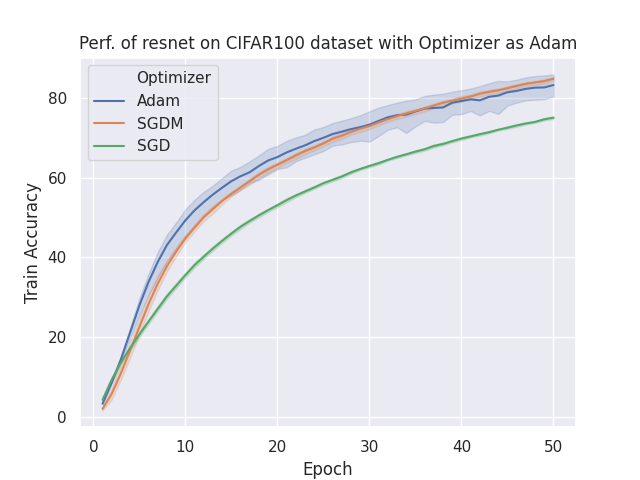 Perf. of resnet on CIFAR100 dataset with Optimizer as Adam
Optimizer
Adam
SGDM
SGD
Train Accuracy
80
60
40
20
0
0 10 20 30 40 50
Epoch